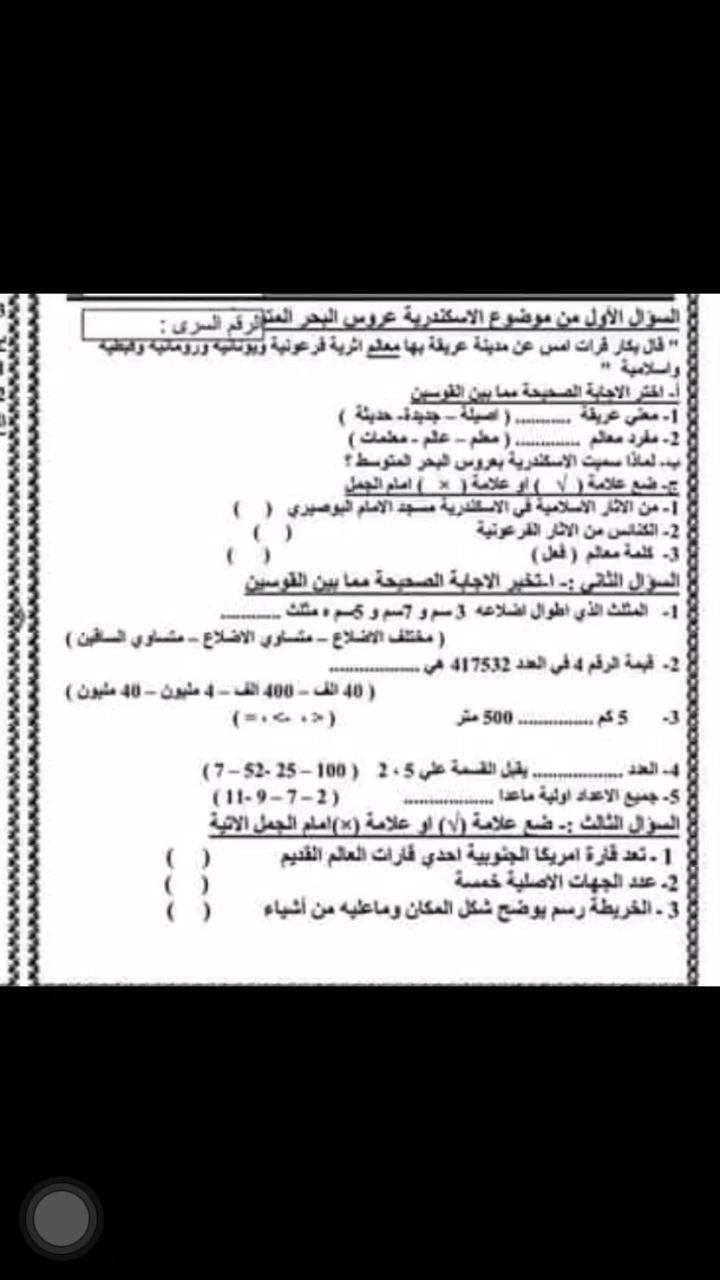 السؤال الأول من موضوع الاسكندرية عروس البحر المتو
الرقم السرى :
" قال بكار قرات امس عن مدينة عريقة بها معالم اثرية فرعونية ويونانية ورومانية وقبطية
واسلامية "
أ- اختر الاجابة الصحيحة مما بين القوسين
1- معني عريقة ............ ( اصيلة – جديدة- حديثة )
2- مفرد معالم ............. ( معلم – عالم - معلمات )
ب- لماذا سميت الاسكندرية بعروس البحر المتوسط ؟
ج- ضع علامة ( √ ) او علامة ( × ) امام الجمل
1- من الاثار الاسلامية في الاسكندرية مسجد الامام البوصيري ( )
2- الكنائس من الاثار الفرعونية ( )
3- كلمة معالم ( فعل ) ( )
السؤال الثاني :- ا-تخير الاجابة الصحيحة مما بين القوسين
1- المثلث الذي اطوال اضلاعه 3 سم و 7سم و 5سم ه مثلث ............
( مختلف الاضلاع – متساوي الاضلاع – متساوي الساقين )
2- قيمة الرقم 4 في العدد 417532 هي .................
( 40 الف – 400 الف – 4 مليون – 40 مليون )
3- 5 كم .............. 500 متر ( < ، > ، = )
4- العدد ................. يقبل القسمة علي 5 ، 2 ( 100 – 25 -52 – 7 )
5- جميع الاعداد اولية ماعدا ................. ( 2 – 7 – 9 -11 )
السؤال الثالث :- ضع علامة (√) او علامة (×)امام الجمل الاتية
1 - تعد قارة امريكا الجنوبية احدي قارات العالم القديم ( )
2- عدد الجهات الاصلية خمسة ( )
3 - الخريطة رسم يوضح شكل المكان وماعليه من أشياء ( )